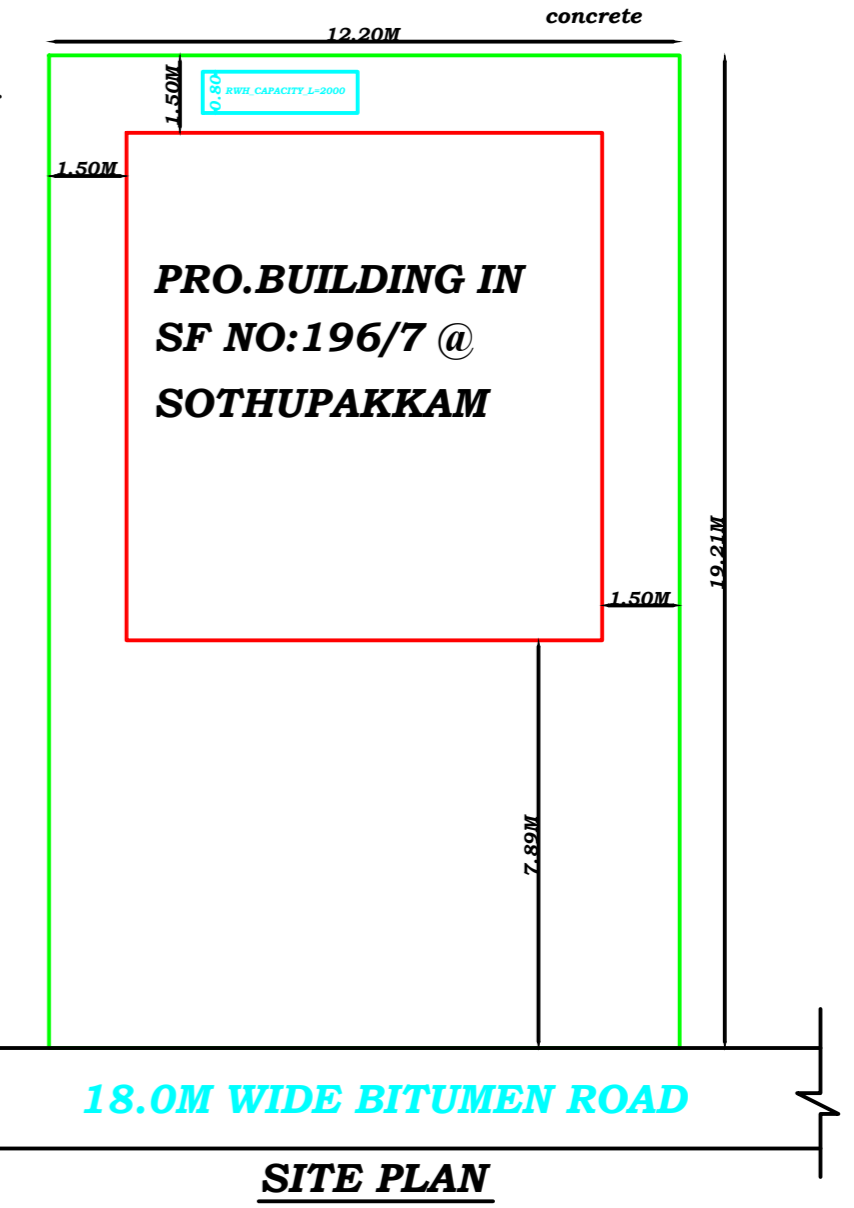 concrete
12.20M
1.50M
0.80
RWH_CAPACITY_L=2000
1.50M
PRO.BUILDING IN
SF NO:196/7 @
SOTHUPAKKAM
19.21M
1.50M
7.89M
18.0M WIDE BITUMEN ROAD
SITE PLAN